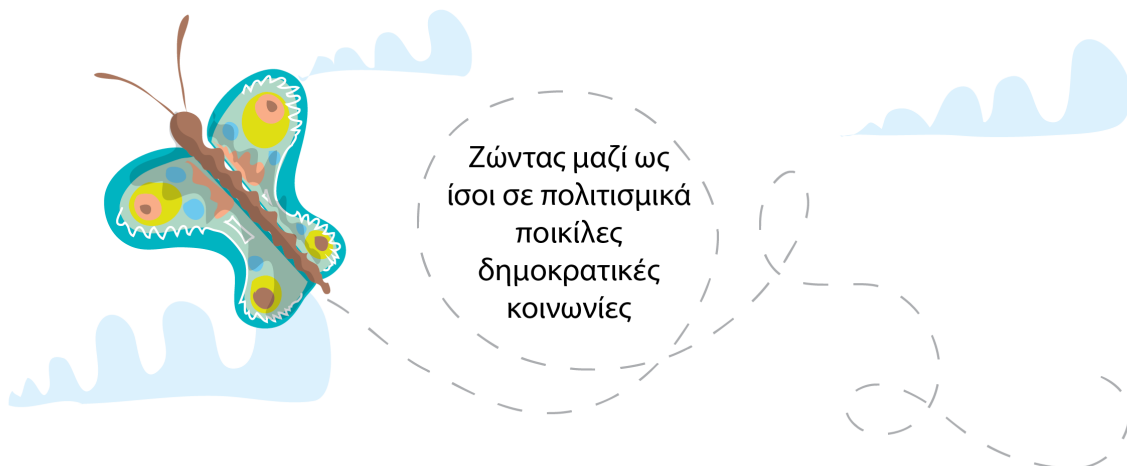 Ζώντας μαζί ως
ίσοι σε πολιτισμικά
ποικίλες
δημοκρατικές
κοινωνίες